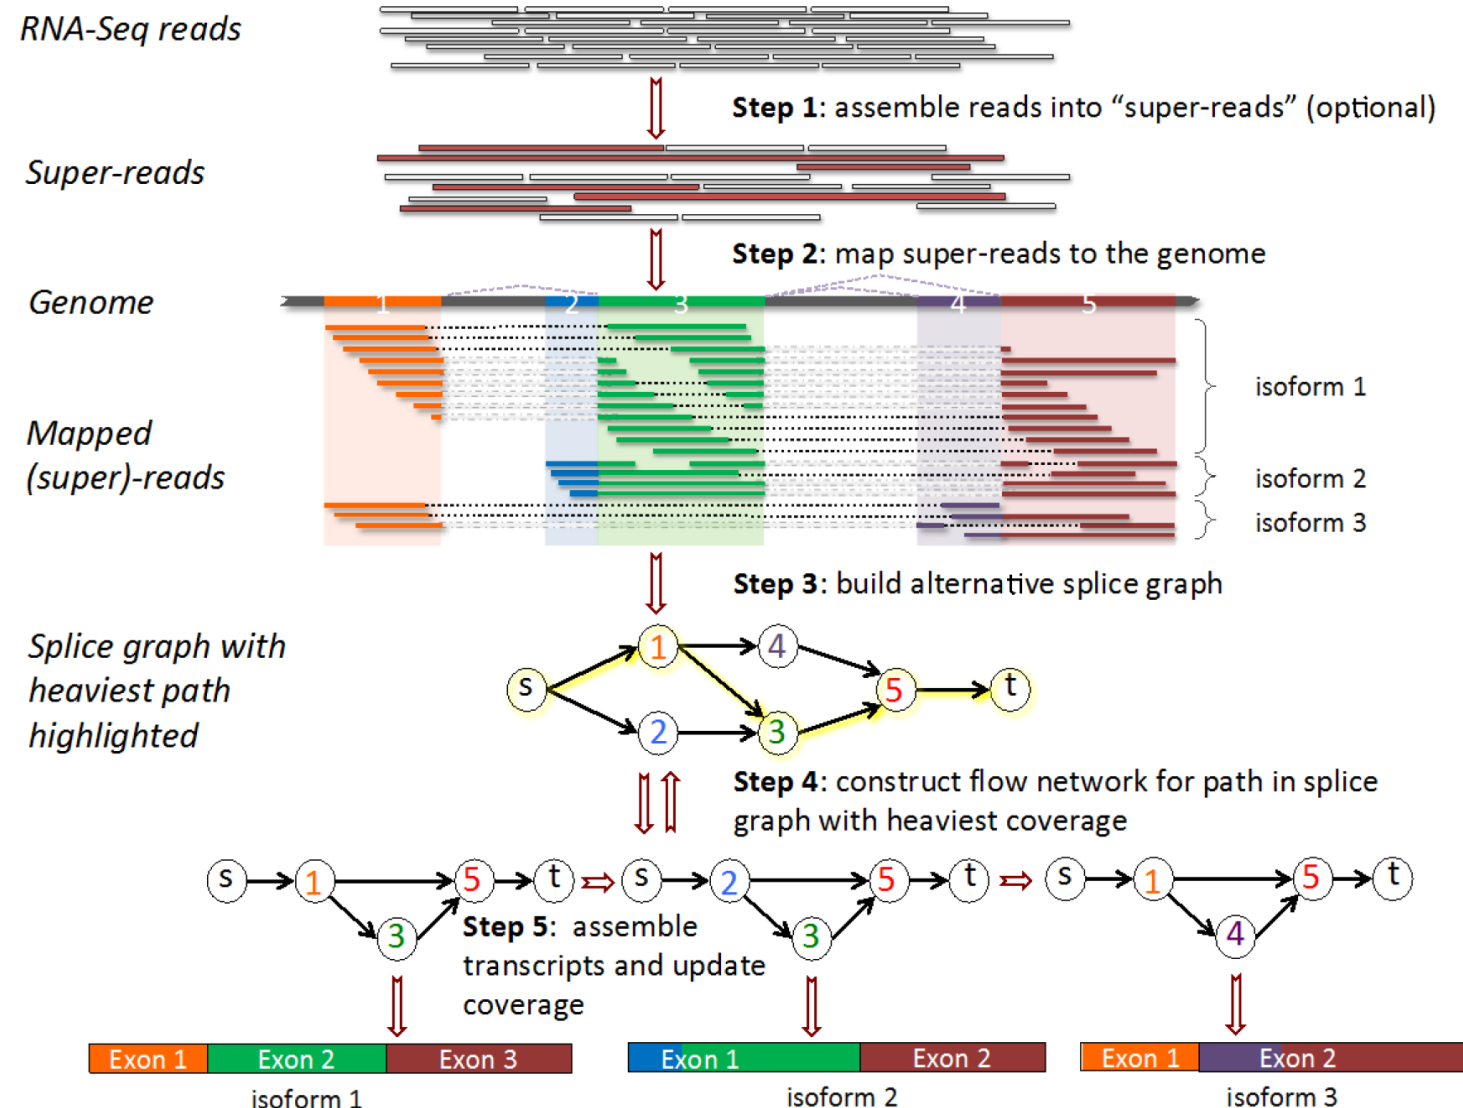 RNA-Seq reads
Step 1: assemble reads into “super-reads” (optional)
Super-reads
Step 2: map super-reads to the genome
Genome
1 2 3 4 5
isoform 1
Mapped
(super)-reads
isoform 2
isoform 3
Step 3: build alternative splice graph
Splice graph with
heaviest path
highlighted
1 4
s 5 t
2 3
Step 4: construct flow network for path in splice
graph with heaviest coverage
s 1 5 t s 2 5 t s 1 5 t
3 3 4
Step 5: assemble
transcripts and update
coverage
Exon 1 Exon 2 Exon 3 Exon 1 Exon 2 Exon 1 Exon 2
isoform 1 isoform 2 isoform 3